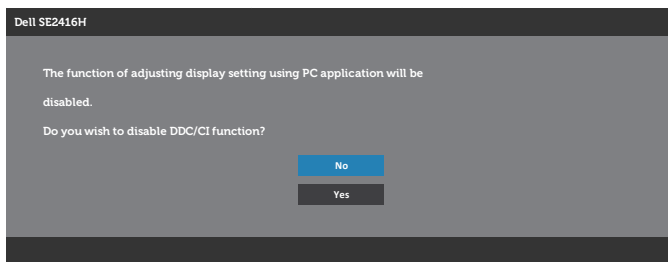 Dell SE2416H
The function of adjusting display setting using PC application will be
disabled.
Do you wish to disable DDC/CI function?
No
Yes